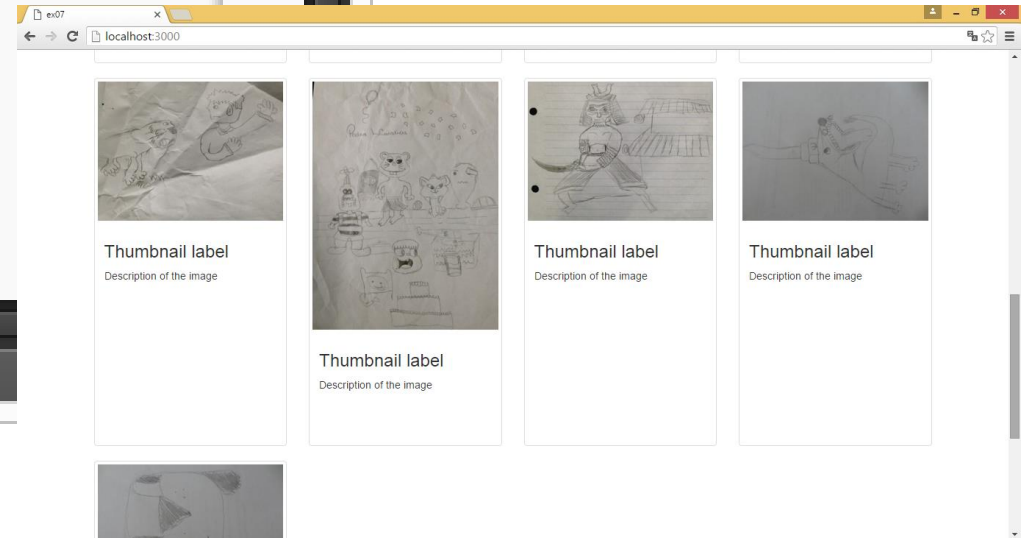 ex07
localhost:3000
Thumbnail label
Description of the image
Thumbnail label
Description of the image
Thumbnail label
Description of the image
Thumbnail label
Description of the image